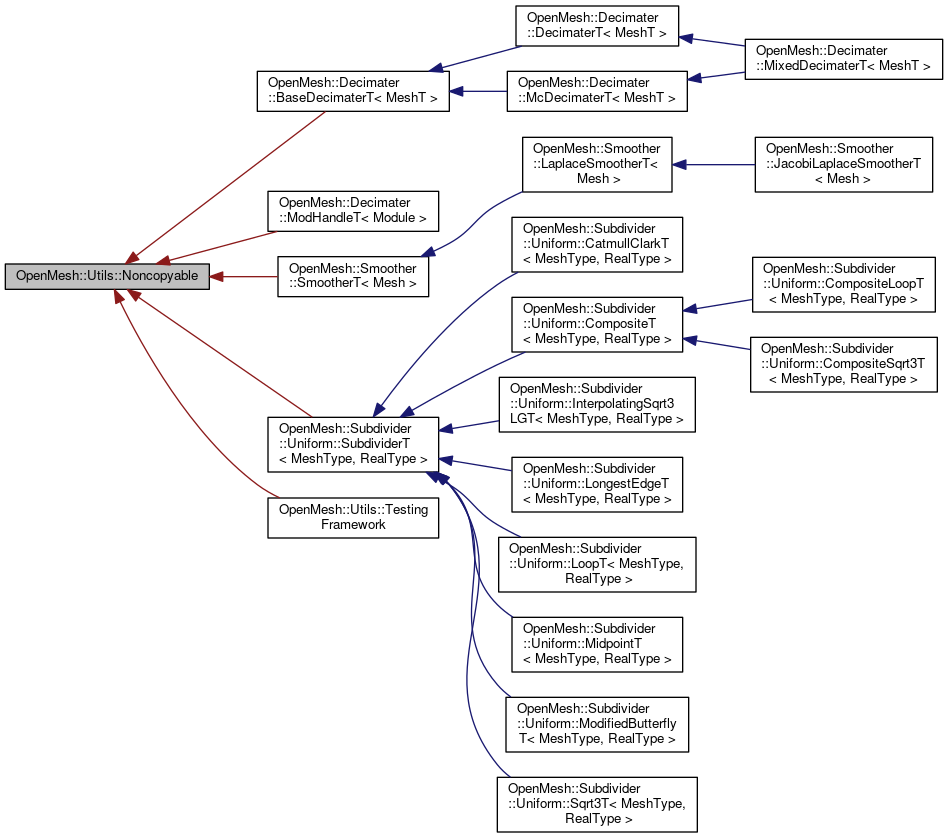 OpenMesh::Decimater
::DecimaterT< MeshT >
OpenMesh::Decimater
::MixedDecimaterT< MeshT >
OpenMesh::Decimater
::BaseDecimaterT< MeshT >
OpenMesh::Decimater
::McDecimaterT< MeshT >
OpenMesh::Smoother
::LaplaceSmootherT<
Mesh >
OpenMesh::Smoother
::JacobiLaplaceSmootherT
< Mesh >
OpenMesh::Decimater
::ModHandleT< Module >
OpenMesh::Subdivider
::Uniform::CatmullClarkT
< MeshType, RealType >
OpenMesh::Utils::Noncopyable
OpenMesh::Smoother
::SmootherT< Mesh >
OpenMesh::Subdivider
::Uniform::CompositeLoopT
< MeshType, RealType >
OpenMesh::Subdivider
::Uniform::CompositeT
< MeshType, RealType >
OpenMesh::Subdivider
::Uniform::CompositeSqrt3T
< MeshType, RealType >
OpenMesh::Subdivider
::Uniform::InterpolatingSqrt3
LGT< MeshType, RealType >
OpenMesh::Subdivider
::Uniform::SubdividerT
< MeshType, RealType >
OpenMesh::Subdivider
::Uniform::LongestEdgeT
< MeshType, RealType >
OpenMesh::Utils::Testing
Framework
OpenMesh::Subdivider
::Uniform::LoopT< MeshType,
RealType >
OpenMesh::Subdivider
::Uniform::MidpointT
< MeshType, RealType >
OpenMesh::Subdivider
::Uniform::ModifiedButterfly
T< MeshType, RealType >
OpenMesh::Subdivider
::Uniform::Sqrt3T< MeshType,
RealType >